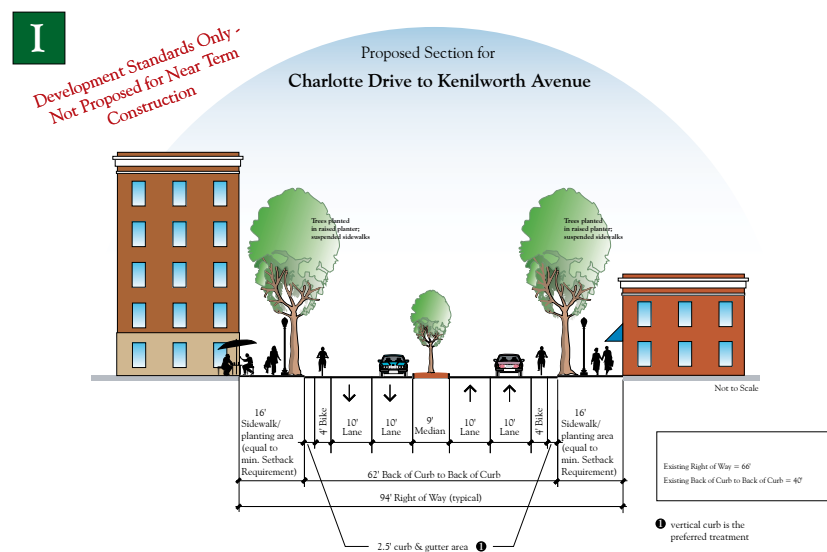 I
Development Standards Only -
Not Proposed for Near Term
Construction
Proposed Section for
Charlotte Drive to Kenilworth Avenue
Trees planted
in raised planter;
suspended sidewalks
Trees planted
in raised planter;
suspended sidewalks
Not to Scale
16'
Sidewalk/
planting area
(equal to
min. Setback
Requirement)
4' Bike
10'
Lane
10'
Lane
9'
Median
10'
Lane
10'
Lane
4' Bike
16'
Sidewalk/
planting area
(equal to
min. Setback
Requirement)
62' Back of Curb to Back of Curb
94' Right of Way (typical)
2.5' curb & gutter area ❶
Existing Right of Way = 66'
Existing Back of Curb to Back of Curb = 40'
❶ vertical curb is the
preferred treatment